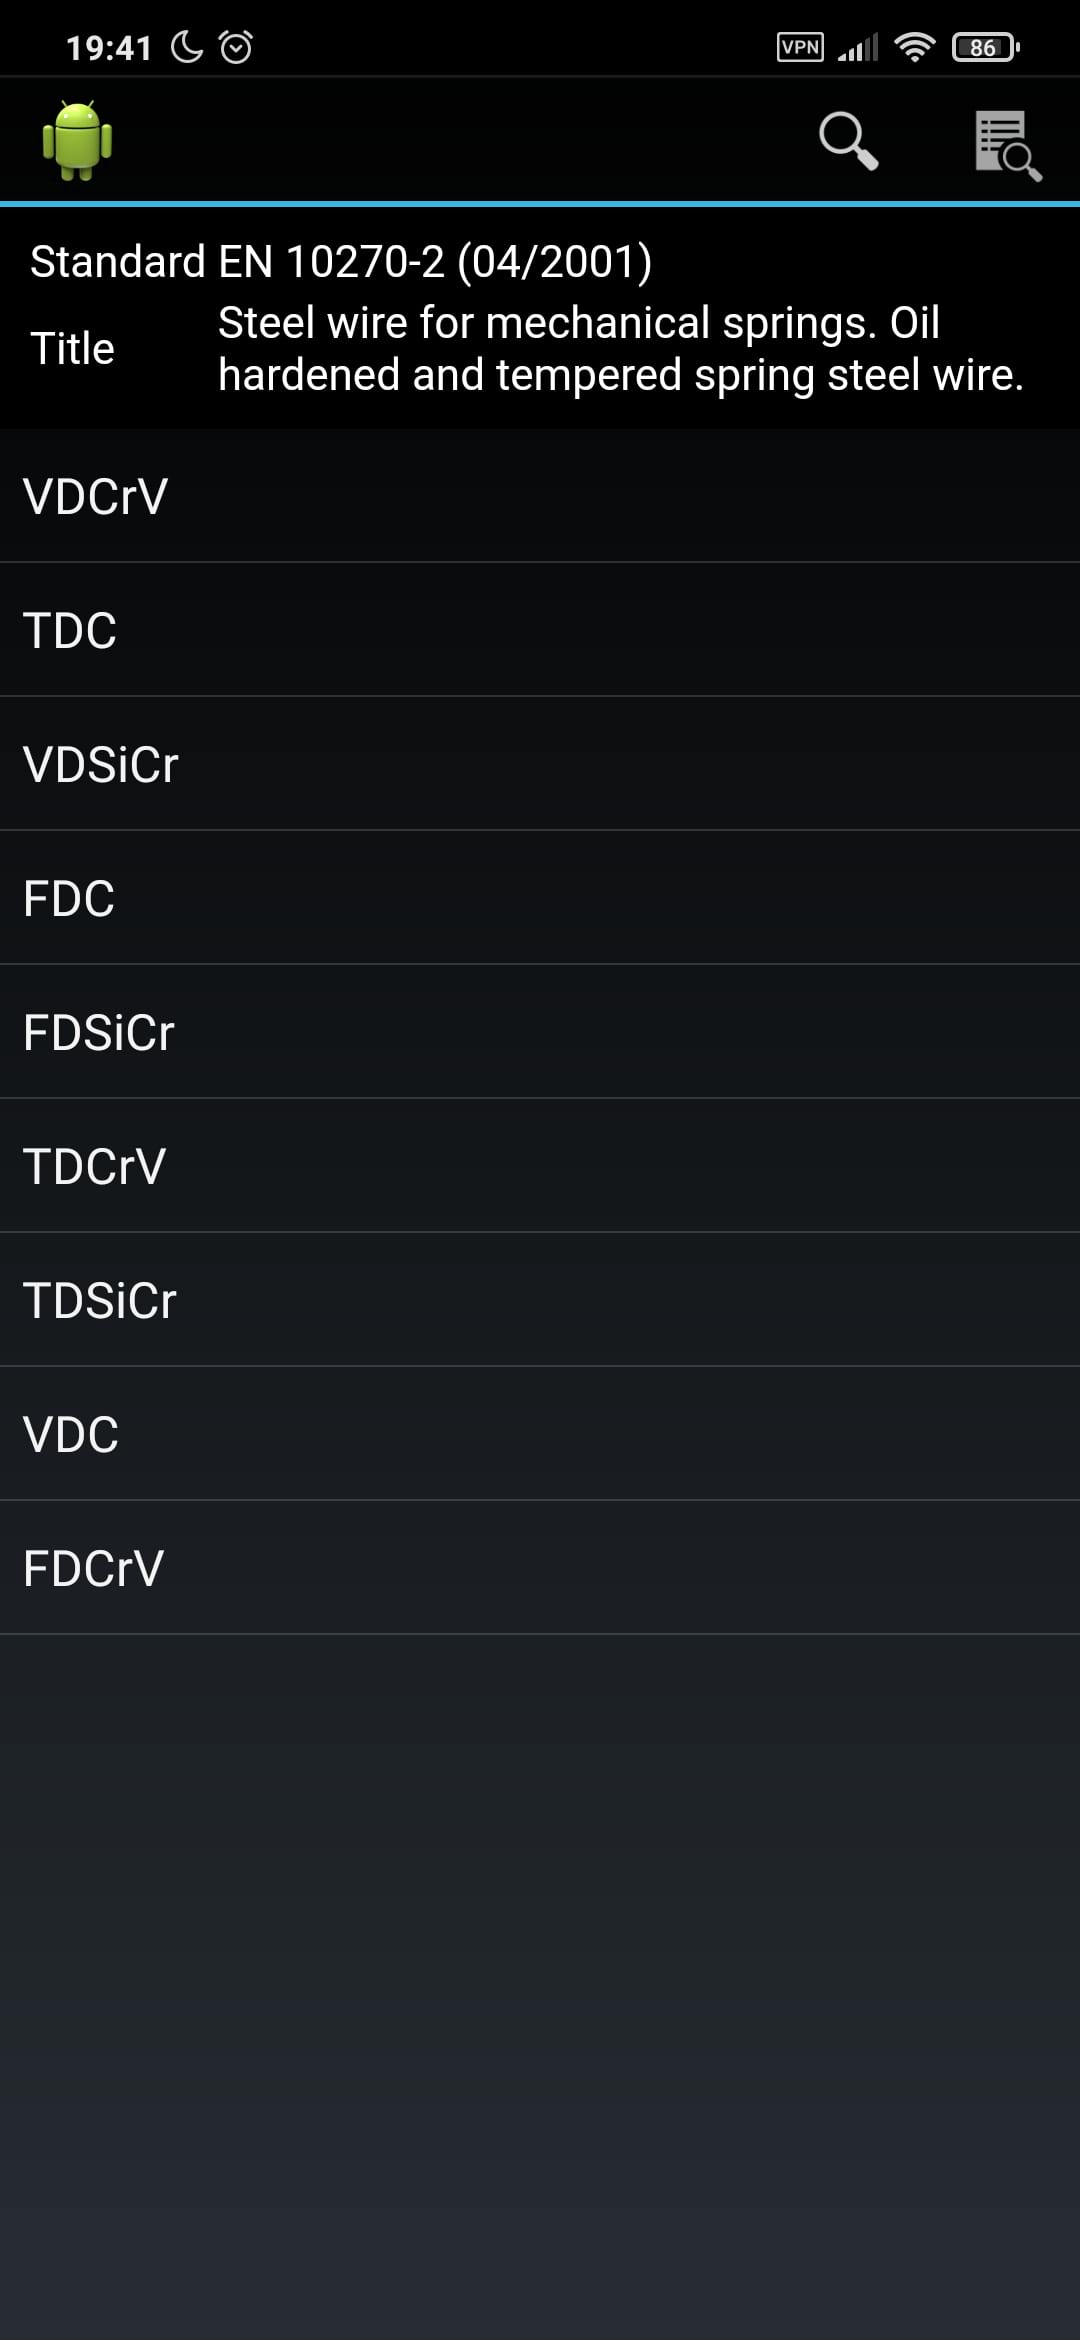 19:41 VPN 86
Standard EN 10270-2 (04/2001)
Title Steel wire for mechanical springs. Oil
hardened and tempered spring steel wire.
VDCrV
TDC
VDSiCr
FDC
FDSiCr
TDCrV
TDSiCr
VDC
FDCrV